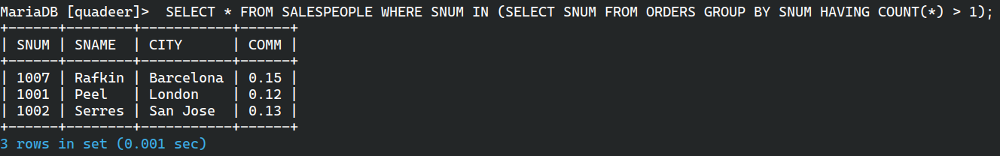 MariaDB [quadeer]>  SELECT * FROM SALESPEOPLE WHERE SNUM IN (SELECT SNUM FROM ORDERS GROUP BY SNUM HAVING COUNT(*) > 1);
+------+--------+-----------+------+
| SNUM | SNAME  | CITY      | COMM |
+------+--------+-----------+------+
| 1007 | Rafkin | Barcelona | 0.15 |
| 1001 | Peel   | London    | 0.12 |
| 1002 | Serres | San Jose  | 0.13 |
+------+--------+-----------+------+
3 rows in set (0.001 sec)